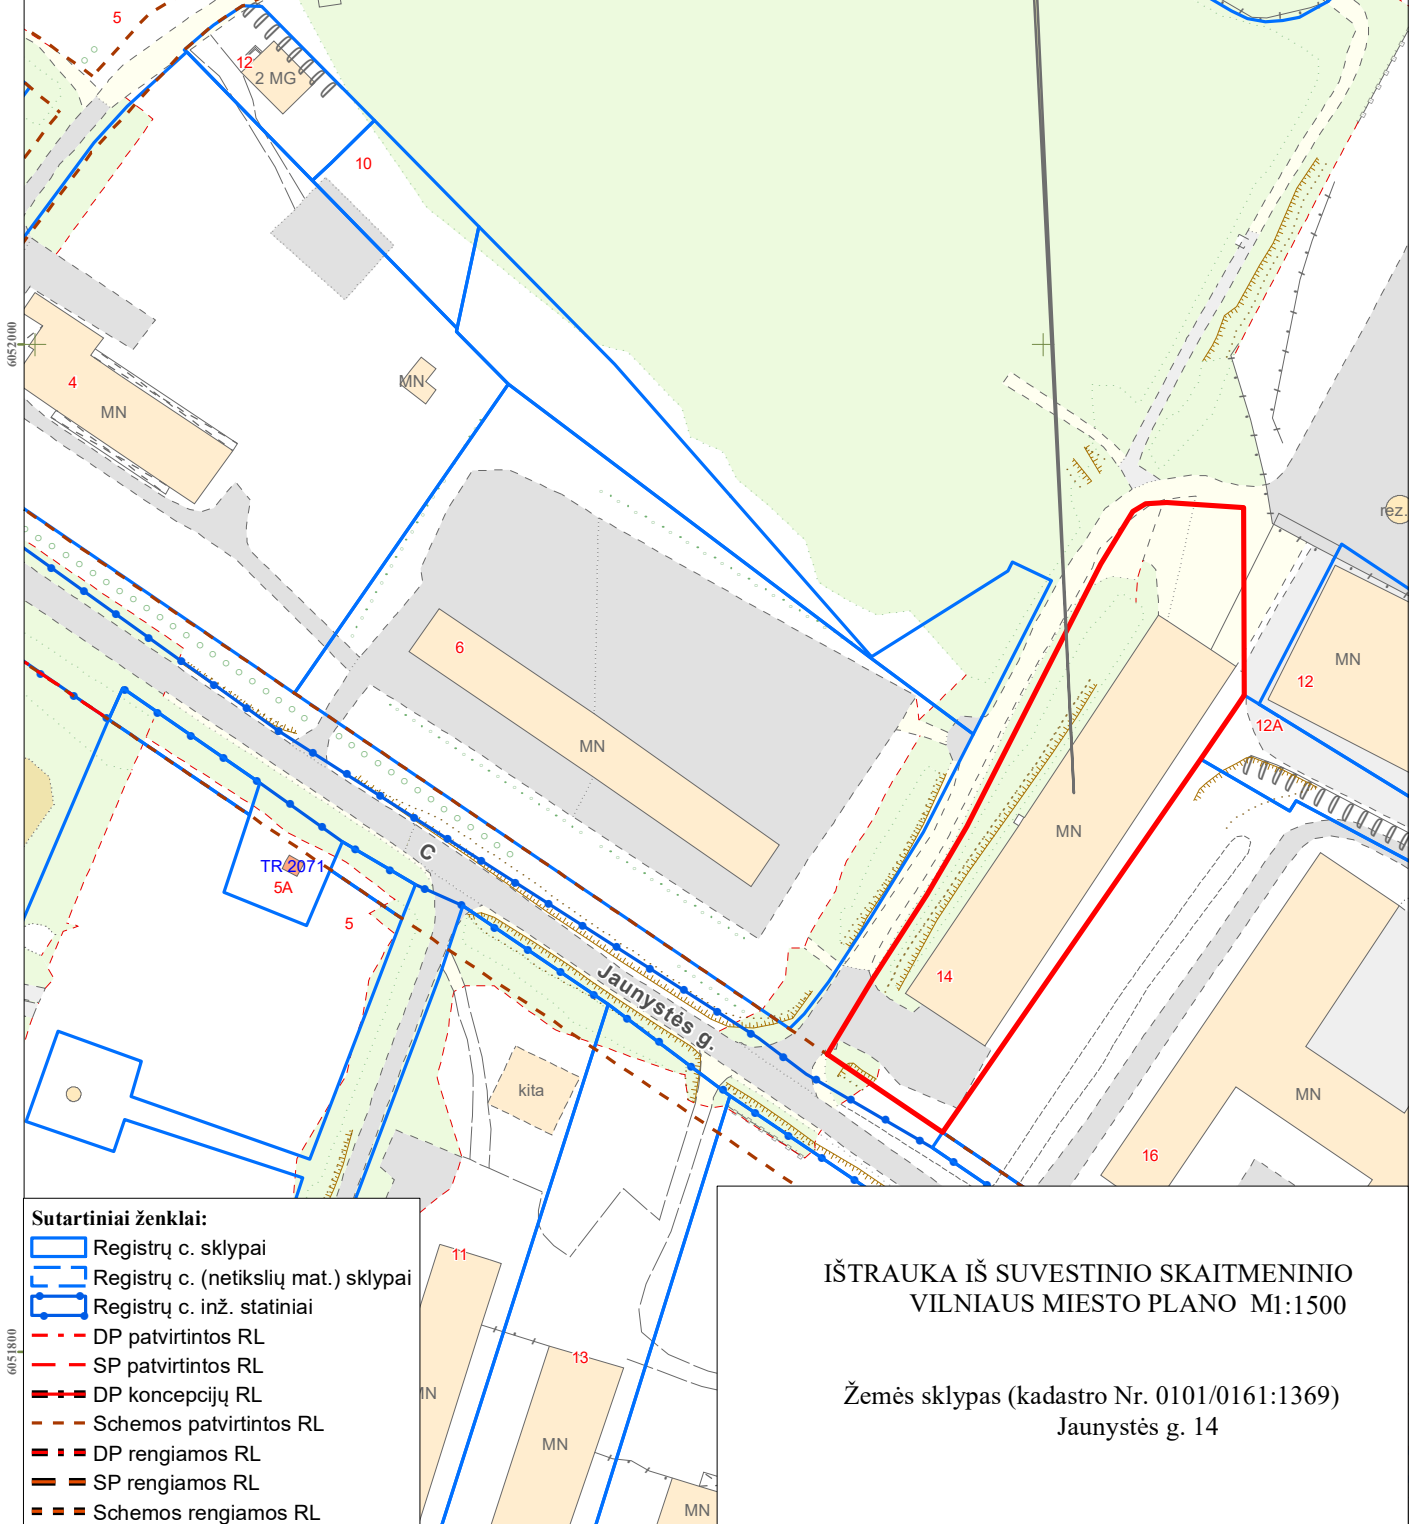 5
12
2 MG
10
6052000
4
MN
MN
rez.
6
MN
MN
12
12A
MN
C
TR 2071
5A
5
14
Jaunystės g.
kita
MN
16
Sutartiniai ženklai:
Registrų c. sklypai
Registrų c. (netikslių mat.) sklypai
Registrų c. inž. statiniai
DP patvirtintos RL
SP patvirtintos RL
DP koncepcijų RL
Schemos patvirtintos RL
DP rengiamos RL
SP rengiamos RL
Schemos rengiamos RL
6051800
11
MN
13
MN
MN
IŠTRAUKA IŠ SUVESTINIO SKAITMENINIO
VILNIAUS MIESTO PLANO M1:1500
Žemės sklypas (kadastro Nr. 0101/0161:1369)
Jaunystės g. 14